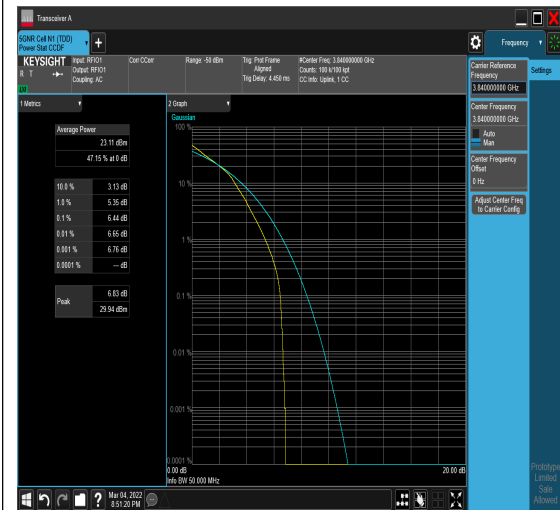 Transceiver A
5GNR Cell N1 (TDD)
Power Stat CCDF
+
Frequency
KEYSIGHT
R T
Input: RFIO1
Output: RFIO1
Coupling: AC
Corr CCorr
Range: -50 dBm
Trig: Prot Frame
Aligned
Trig Delay: 4.450 ms
#Center Freq: 3.840000000 GHz
Counts: 100 k/100 kpt
CC Info: Uplink, 1 CC
1 Metrics
Average Power
23.11 dBm
47.15 % at 0 dB
10.0 % 3.13 dB
1.0 % 5.35 dB
0.1 % 6.44 dB
0.01 % 6.65 dB
0.001 % 6.76 dB
0.0001 % --- dB
Peak
6.83 dB
29.94 dBm
2 Graph
Gaussian
100 %
10 %
1 %
0.1 %
0.01 %
0.001 %
0.0001 %
0.00 dB
20.00 dB
Info BW 50.000 MHz
Carrier Reference
Frequency
3.840000000 GHz
Center Frequency
3.840000000 GHz
Auto
Man
Center Frequency
Offset
0 Hz
Adjust Center Freq
to Carrier Config
Settings
Prototype
Limited
Sale
Allowed
?
Mar 04, 2022
8:51:20 PM